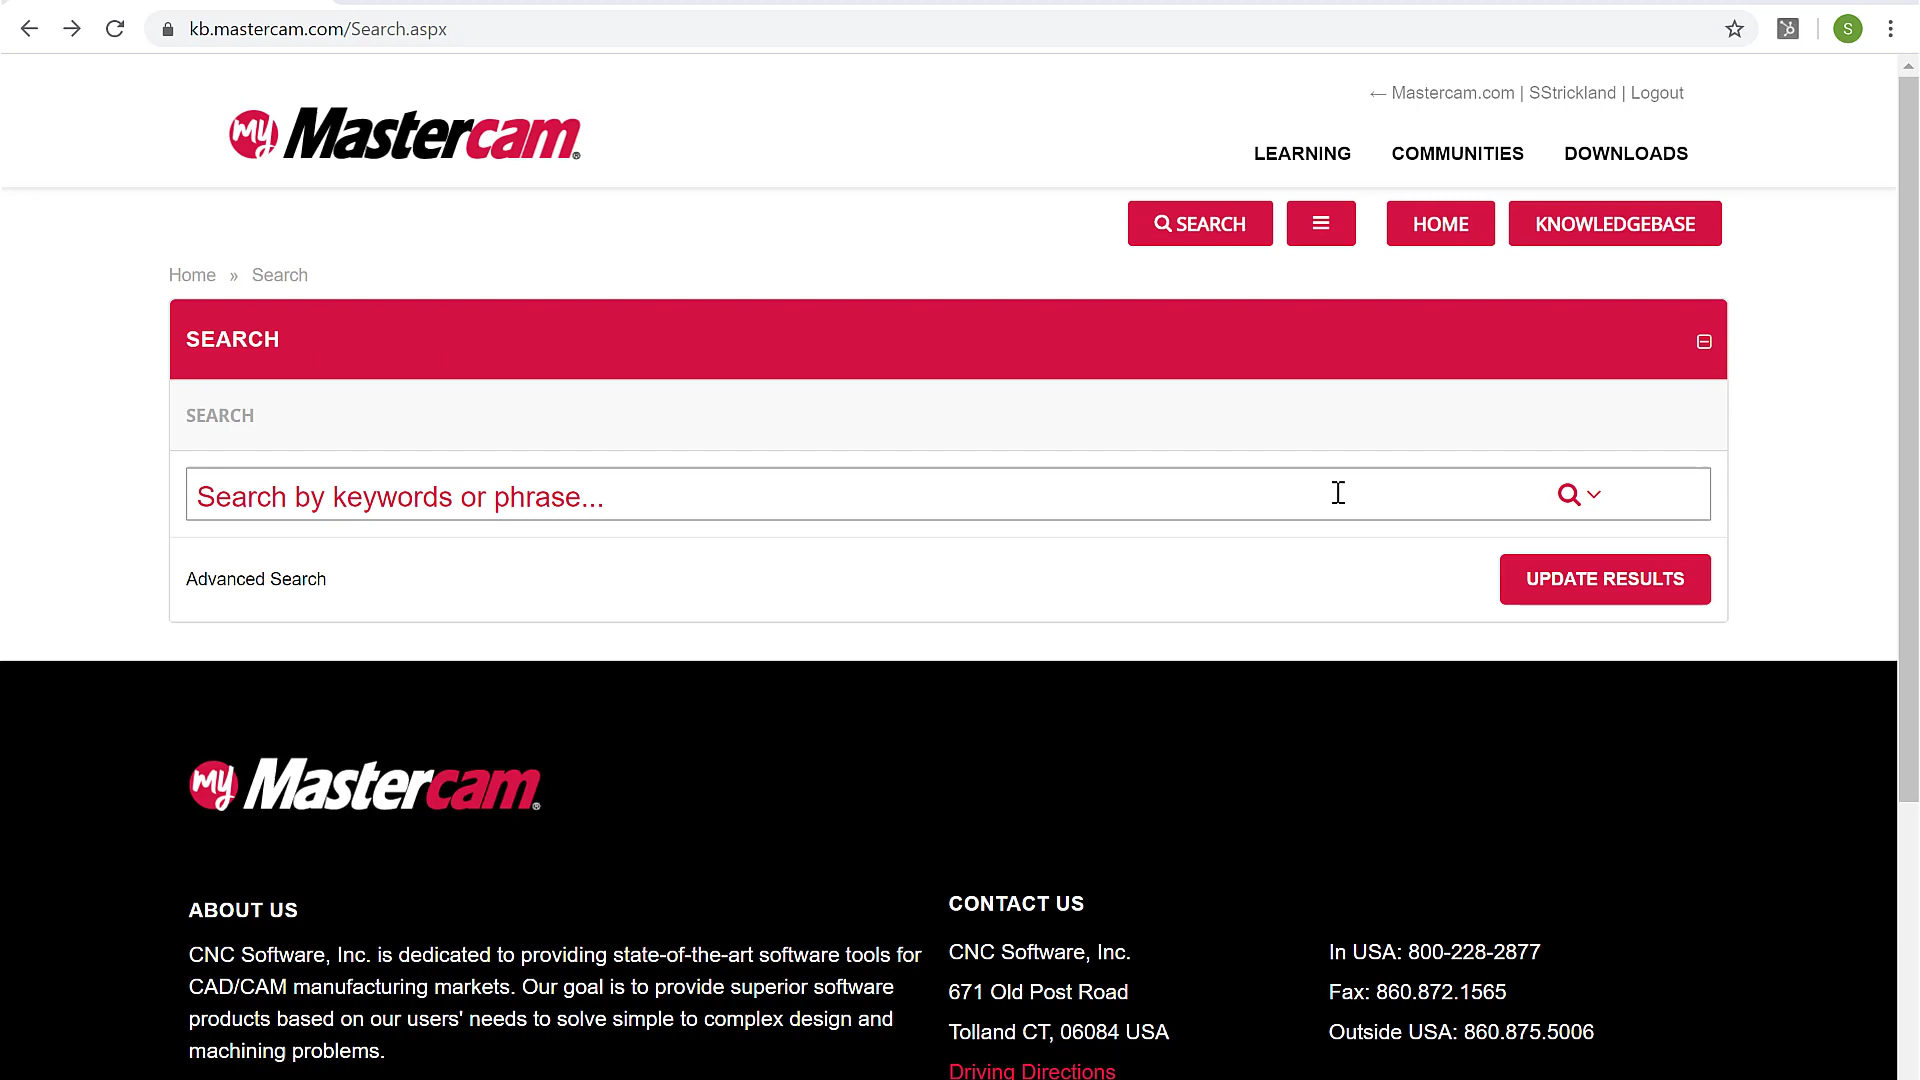 kb.mastercam.com/Search.aspx
S
← Mastercam.com | SStrickland | Logout
my Mastercam®
LEARNING COMMUNITIES DOWNLOADS
SEARCH HOME KNOWLEDGEBASE
Home » Search
SEARCH
SEARCH
Search by keywords or phrase...
Advanced Search
UPDATE RESULTS
my Mastercam®
ABOUT US
CNC Software, Inc. is dedicated to providing state-of-the-art software tools for
CAD/CAM manufacturing markets. Our goal is to provide superior software
products based on our users' needs to solve simple to complex design and
machining problems.
CONTACT US
CNC Software, Inc.
671 Old Post Road
Tolland CT, 06084 USA
Driving Directions
In USA: 800-228-2877
Fax: 860.872.1565
Outside USA: 860.875.5006